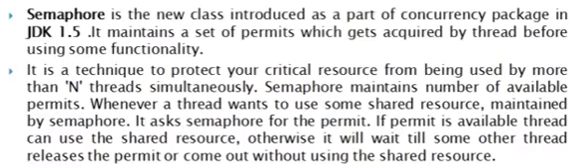 Semaphore is the new class introduced as a part of concurrency package in
JDK 1.5 .It maintains a set of permits which gets acquired by thread before
using some functionality.
It is a technique to protect your critical resource from being used by more
than 'N' threads simultaneously. Semaphore maintains number of available
permits. Whenever a thread wants to use some shared resource, maintained
by semaphore. It asks semaphore for the permit. If permit is available thread
can use the shared resource, otherwise it will wait till some other thread
releases the permit or come out without using the shared resource.